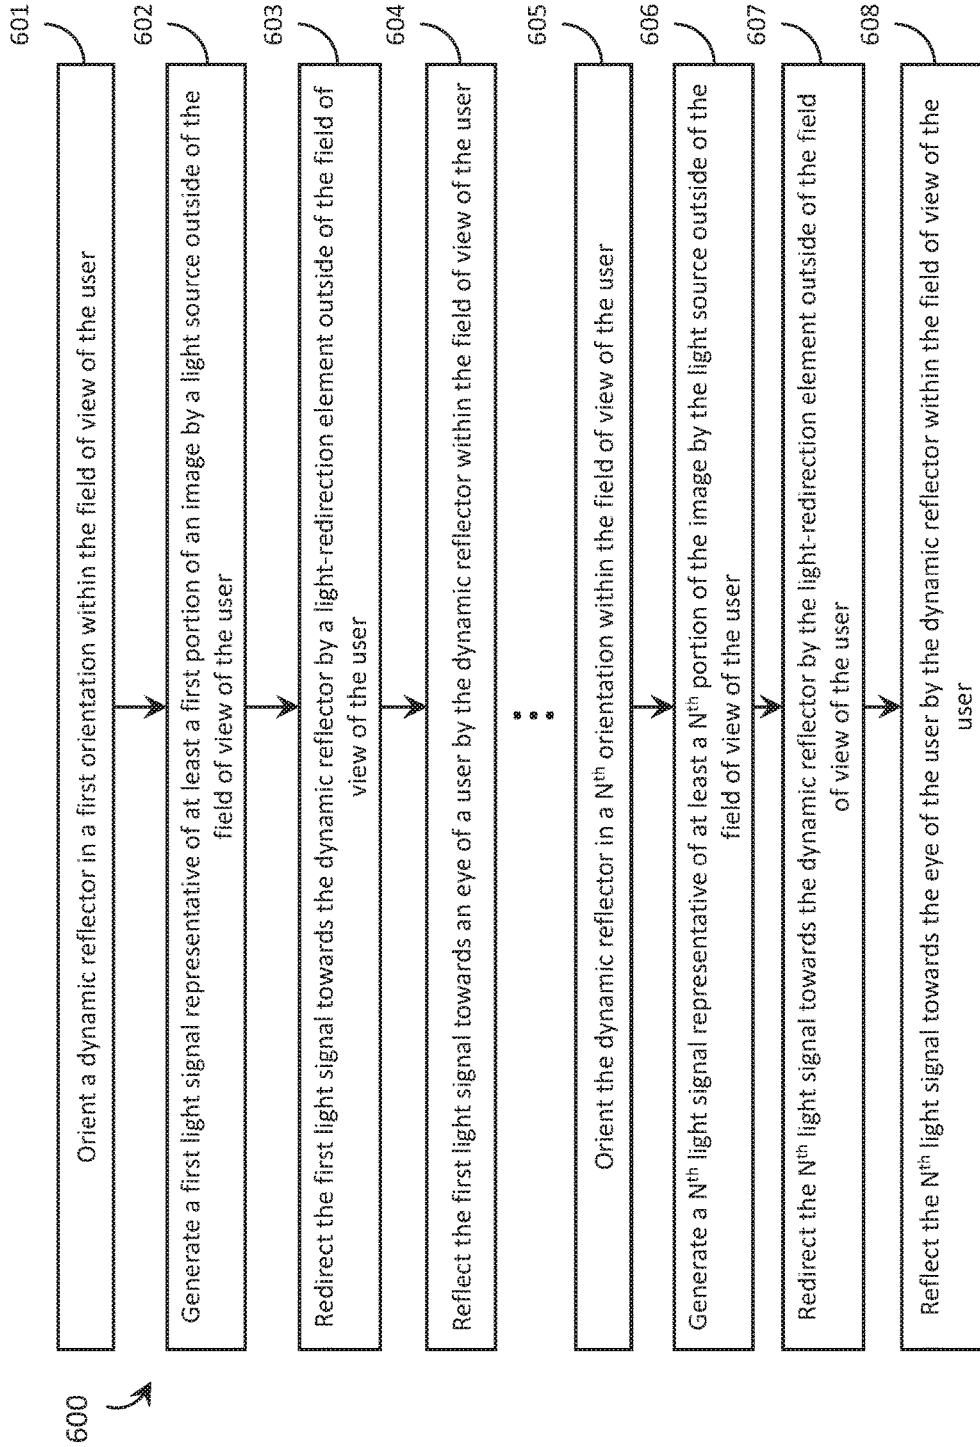 600
601
Orient a dynamic reflector in a first orientation within the field of view of the user
602
Generate a first light signal representative of at least a first portion of an image by a light source outside of the
field of view of the user
603
Redirect the first light signal towards the dynamic reflector by a light-redirection element outside of the field of
view of the user
604
Reflect the first light signal towards an eye of a user by the dynamic reflector within the field of view of the user
...
605
Orient the dynamic reflector in a Nth orientation within the field of view of the user
606
Generate a Nth light signal representative of at least a Nth portion of the image by the light source outside of the
field of view of the user
607
Redirect the Nth light signal towards the dynamic reflector by the light-redirection element outside of the field
of view of the user
608
Reflect the Nth light signal towards the eye of the user by the dynamic reflector within the field of view of the
user